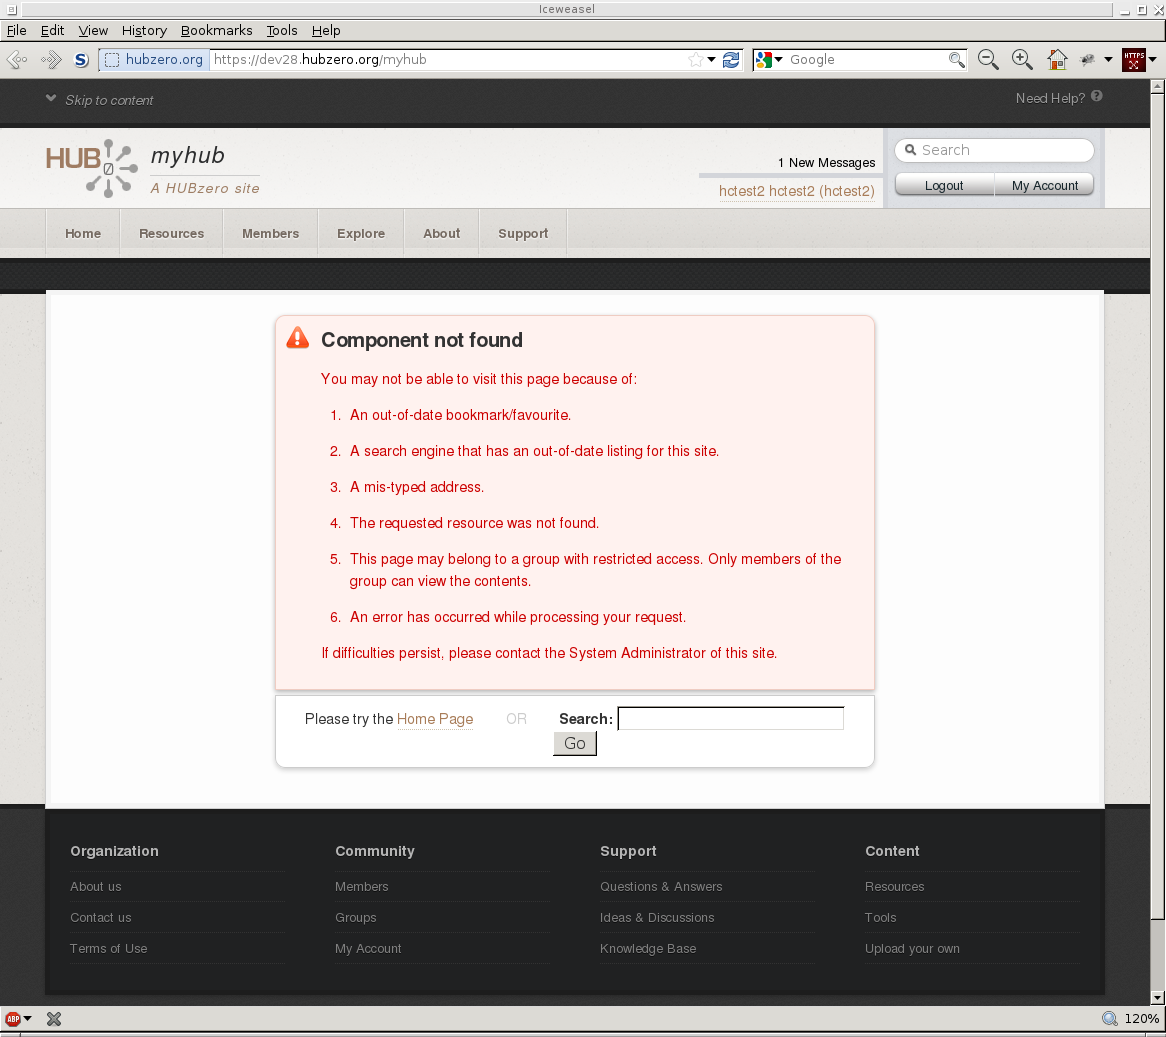 Iceweasel
File Edit View History Bookmarks Tools Help
hubzero.org https://dev28.hubzero.org/myhub Google HTTPS
Skip to content Need Help? ?
HUB 0 myhub
A HUBzero site
1 New Messages
hctest2 hctest2 (hctest2)
Search
Logout My Account
Home Resources Members Explore About Support
Component not found
You may not be able to visit this page because of:
1. An out-of-date bookmark/favourite.
2. A search engine that has an out-of-date listing for this site.
3. A mis-typed address.
4. The requested resource was not found.
5. This page may belong to a group with restricted access. Only members of the
group can view the contents.
6. An error has occurred while processing your request.
If difficulties persist, please contact the System Administrator of this site.
Please try the Home Page OR Search:
Go
Organization Community Support Content
About us Members Questions & Answers Resources
Contact us Groups Ideas & Discussions Tools
Terms of Use My Account Knowledge Base Upload your own
ABP 120%